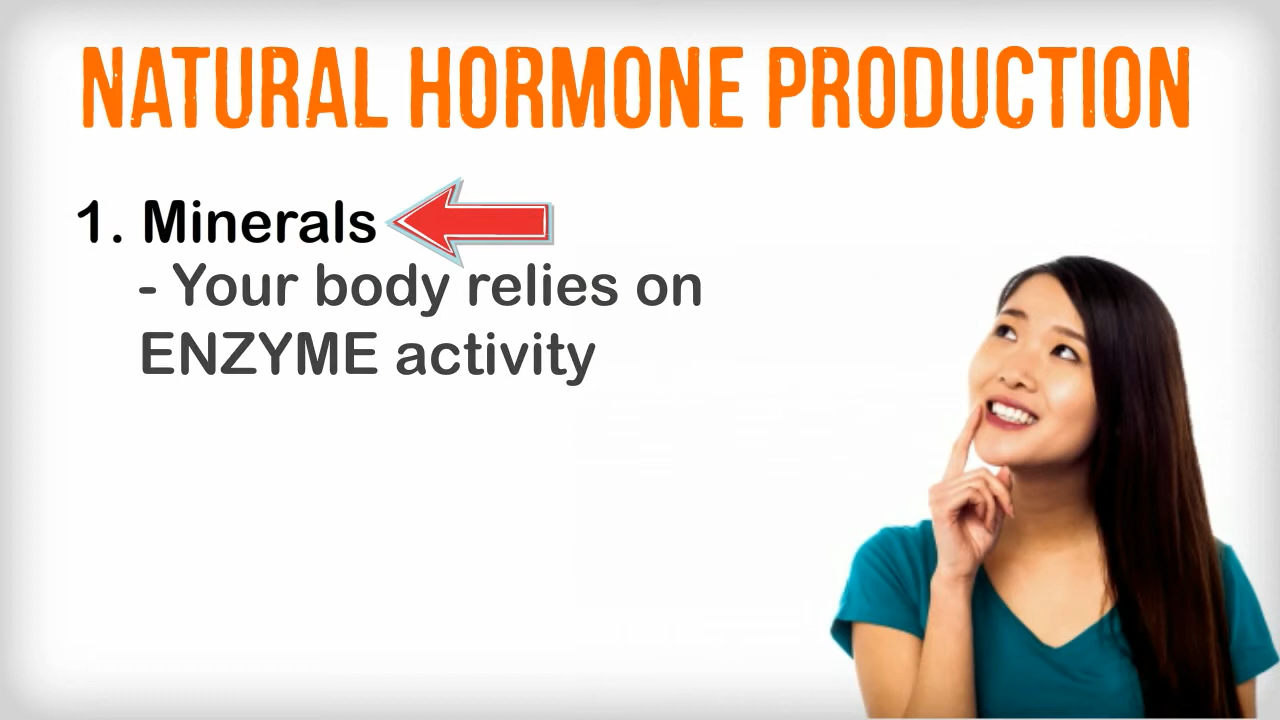 NATURAL HORMONE PRODUCTION
1. Minerals
- Your body relies on
ENZYME activity